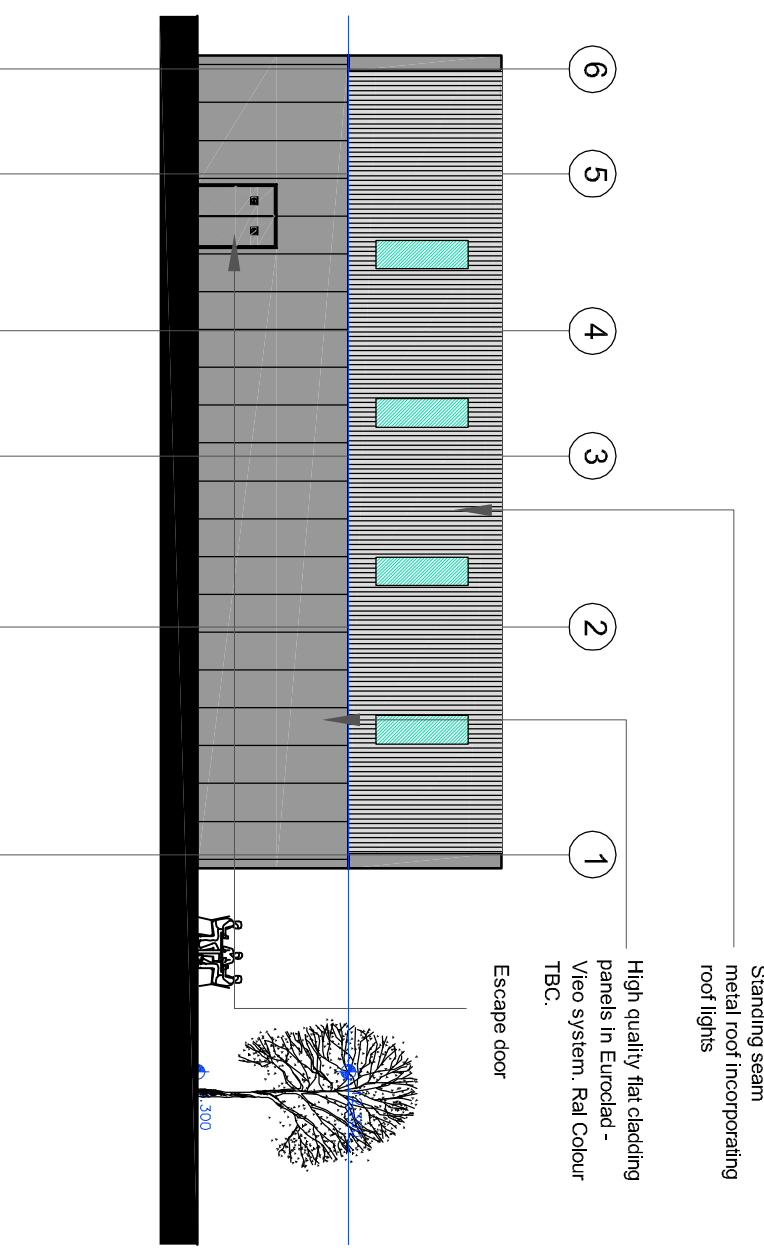 6
5
4
3
2
1
Standing seam
metal roof incorporating
roof lights
High quality flat cladding
panels in Euroclad -
Vieo system. Ral Colour
TBC.
Escape door
300